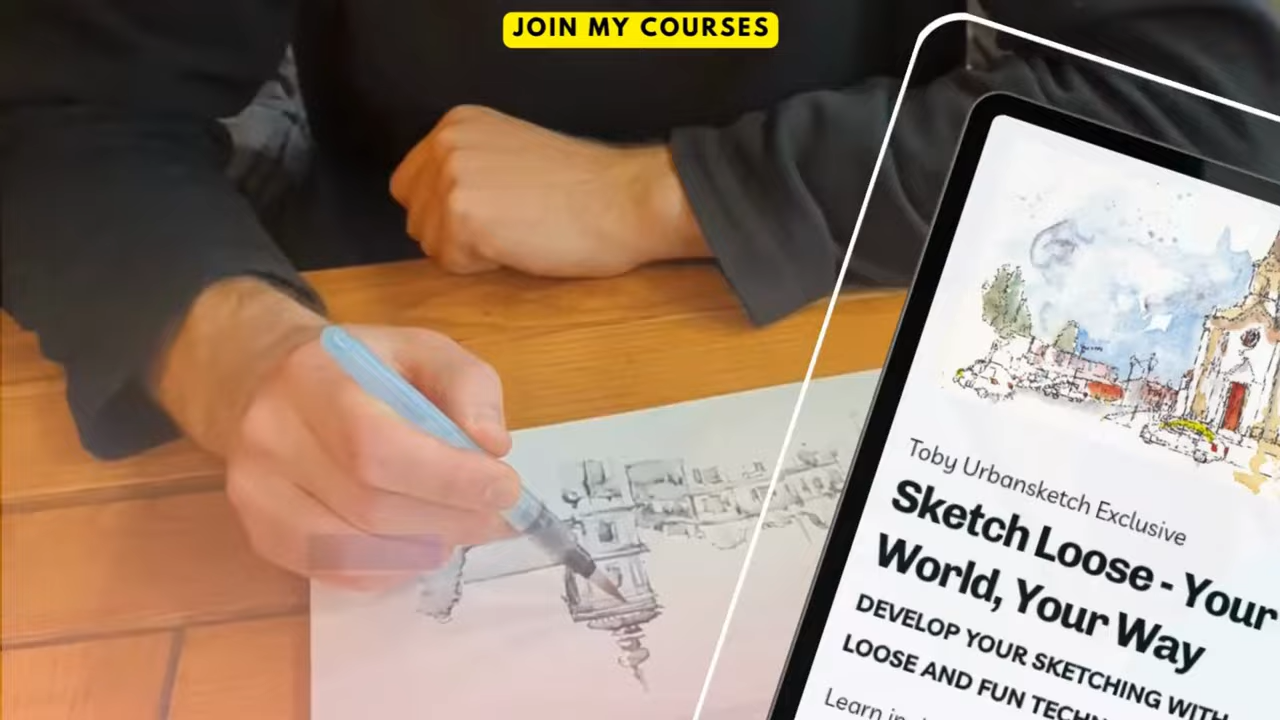 JOIN MY COURSES
Toby Urbansketch Exclusive
Sketch Loose - Your
World, Your Way
DEVELOP YOUR SKETCHING WITH
LOOSE AND FUN
Learn